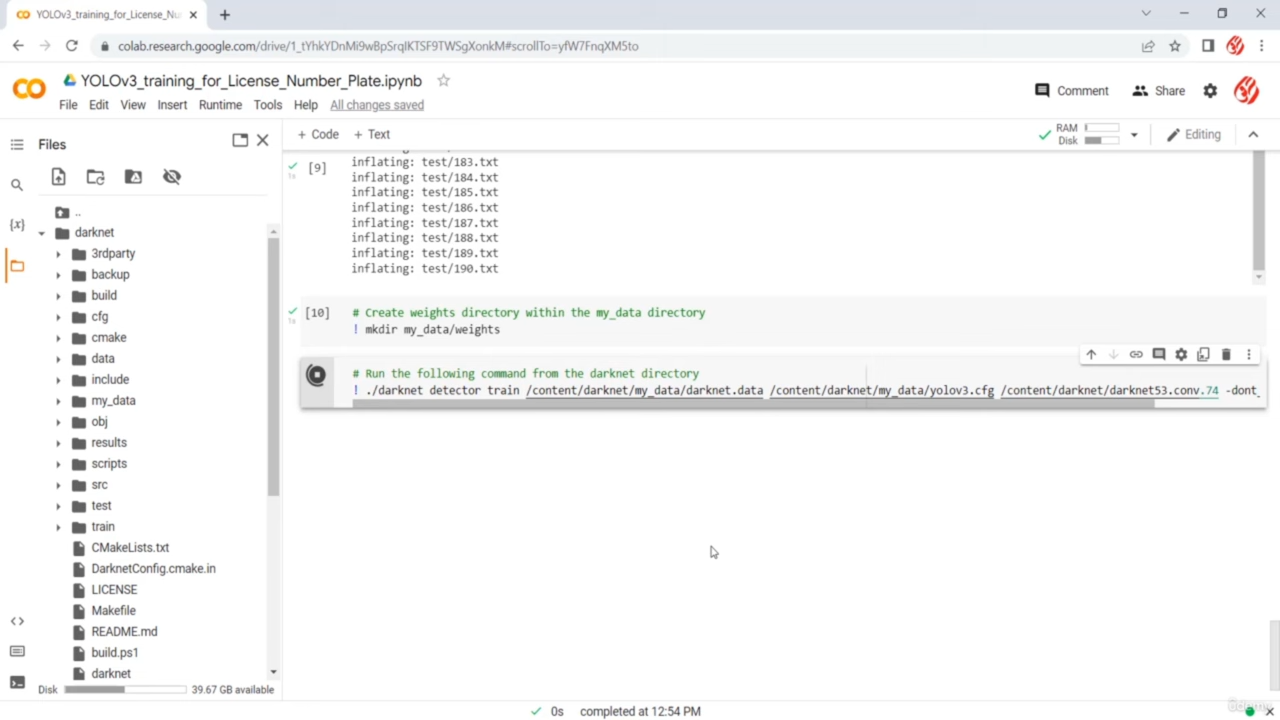 YOLOv3_training_for_License_Nu
colab.research.google.com/drive/1_tYhkYDnMi9wBpSrqIKTSF9TWSgXonkM#scrollTo=yfW7FnqXM5to
YOLOv3_training_for_License_Number_Plate.ipynb
Comment
Share
File Edit View Insert Runtime Tools Help All changes saved
Files
+ Code + Text
RAM
Disk
Editing
..
darknet
3rdparty
backup
build
cfg
cmake
data
include
my_data
obj
results
scripts
src
test
train
CMakeLists.txt
DarknetConfig.cmake.in
LICENSE
Makefile
README.md
build.ps1
darknet
Disk 39.67 GB available
[9]
1s
inflating: test/183.txt
inflating: test/184.txt
inflating: test/185.txt
inflating: test/186.txt
inflating: test/187.txt
inflating: test/188.txt
inflating: test/189.txt
inflating: test/190.txt
[10]
1s
# Create weights directory within the my_data directory
! mkdir my_data/weights
# Run the following command from the darknet directory
! ./darknet detector train /content/darknet/my_data/darknet.data /content/darknet/my_data/yolov3.cfg /content/darknet/darknet53.conv.74 -dont_
0s completed at 12:54 PM